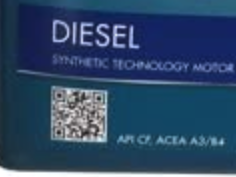 DIESEL
SYNTHETIC TECHNOLOGY MOTOR
API CF, ACEA A3/B4